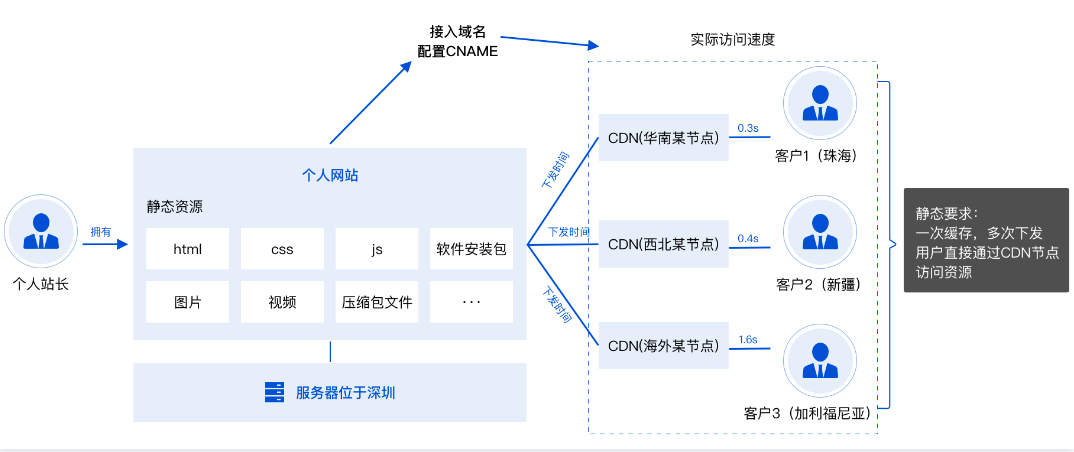 接入域名
配置CNAME
实际访问速度
个人网站
静态资源
html
css
js
软件安装包
图片
视频
压缩包文件
···
拥有
个人站长
服务器位于深圳
下发时间
下发时间
下发时间
CDN(华南某节点)
0.3s
客户1（珠海）
CDN(西北某节点)
0.4s
客户2（新疆）
CDN(海外某节点)
1.6s
客户3（加利福尼亚）
静态要求：
一次缓存，多次下发
用户直接通过CDN节点
访问资源